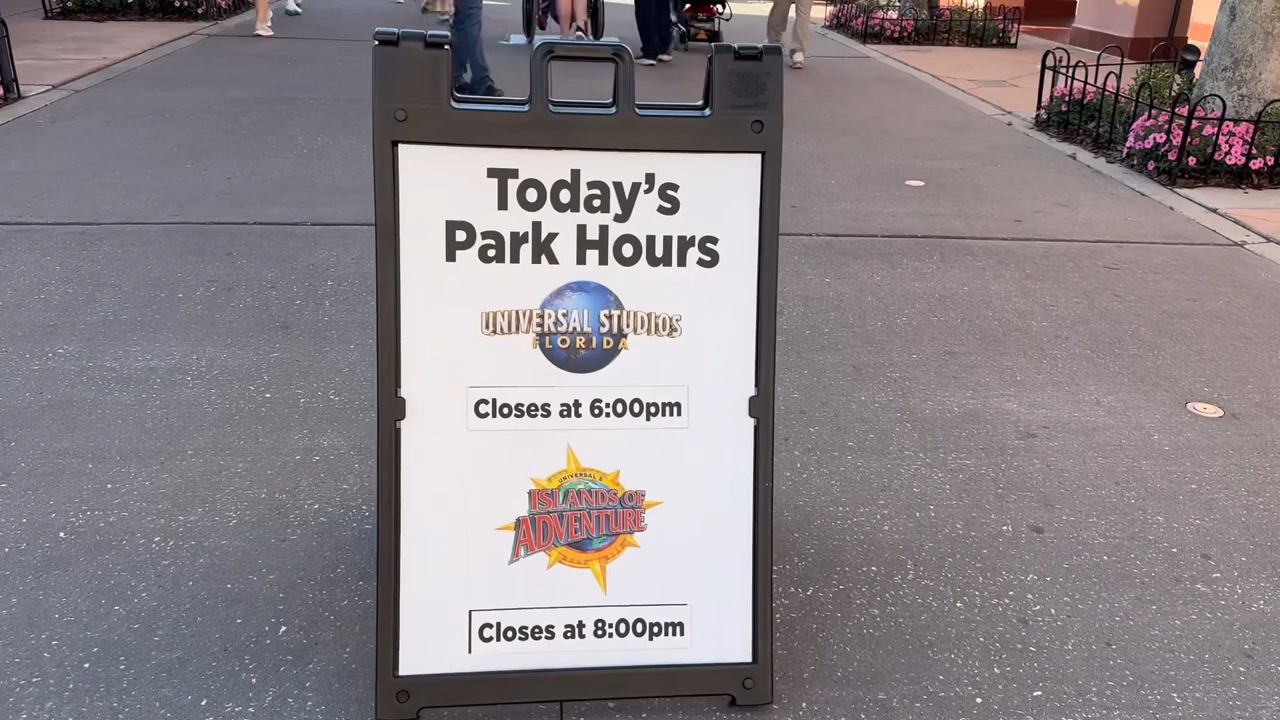 Today's
Park Hours
UNIVERSAL STUDIOS
FLORIDA
Closes at 6:00pm
UNIVERSAL'S
ISLANDS OF
ADVENTURE
Closes at 8:00pm